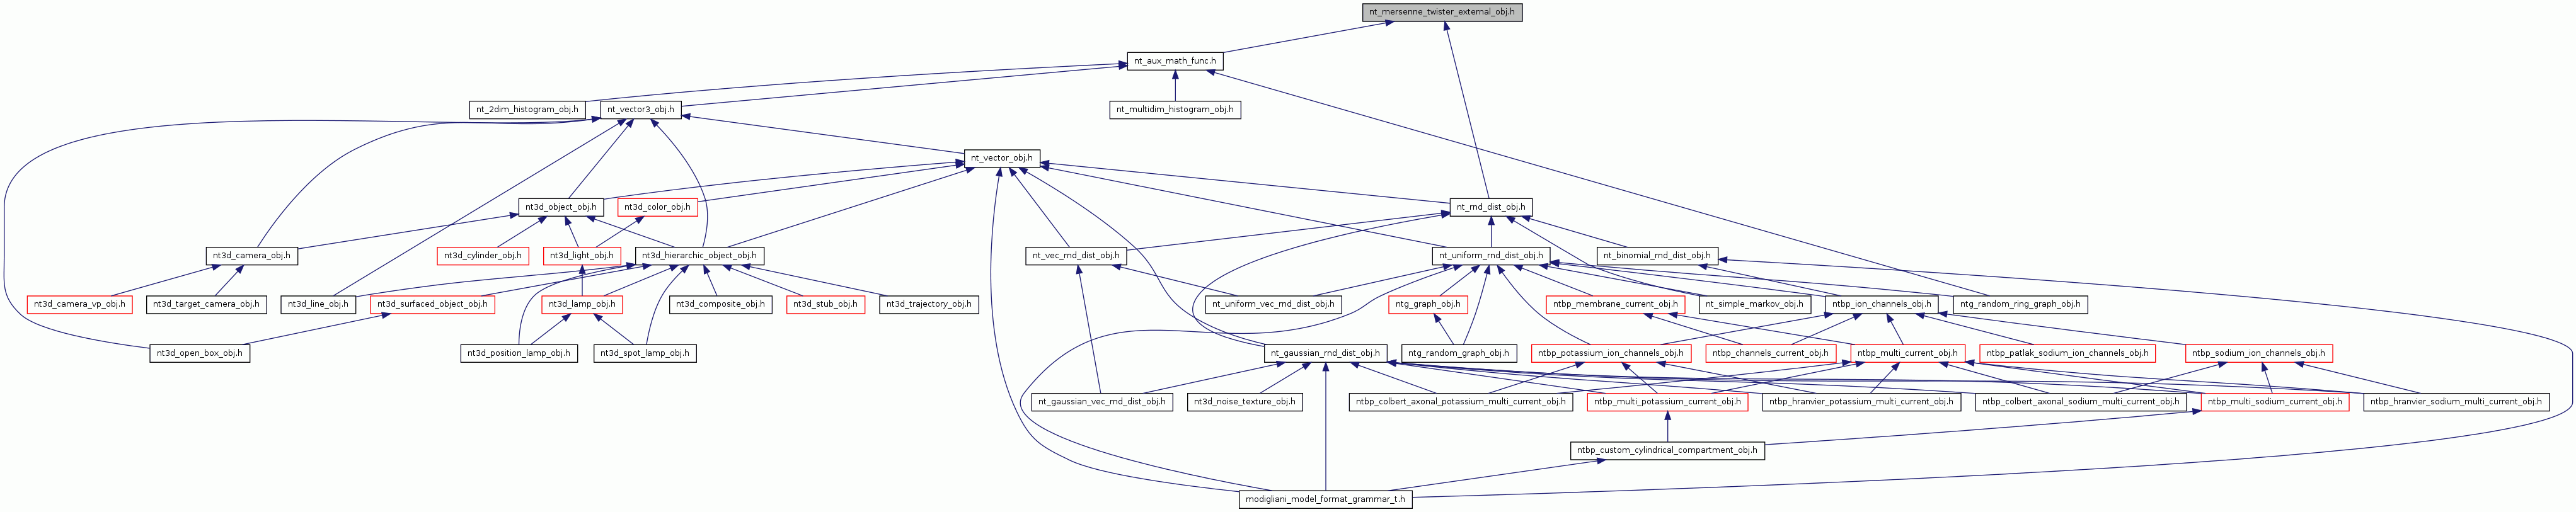 nt_mersenne_twister_external_obj.h
nt_aux_math_func.h
nt_2dim_histogram_obj.h
nt_vector3_obj.h
nt_multidim_histogram_obj.h
nt_vector_obj.h
nt3d_object_obj.h
nt3d_color_obj.h
nt_rnd_dist_obj.h
nt3d_camera_obj.h
nt3d_cylinder_obj.h
nt3d_light_obj.h
nt3d_hierarchic_object_obj.h
nt_vec_rnd_dist_obj.h
nt_uniform_rnd_dist_obj.h
nt_binomial_rnd_dist_obj.h
nt3d_camera_vp_obj.h
nt3d_target_camera_obj.h
nt3d_line_obj.h
nt3d_surfaced_object_obj.h
nt3d_lamp_obj.h
nt3d_composite_obj.h
nt3d_stub_obj.h
nt3d_trajectory_obj.h
nt_uniform_vec_rnd_dist_obj.h
ntg_graph_obj.h
ntbp_membrane_current_obj.h
nt_simple_markov_obj.h
ntbp_ion_channels_obj.h
ntg_random_ring_graph_obj.h
nt3d_open_box_obj.h
nt3d_position_lamp_obj.h
nt3d_spot_lamp_obj.h
nt_gaussian_rnd_dist_obj.h
ntg_random_graph_obj.h
ntbp_potassium_ion_channels_obj.h
ntbp_channels_current_obj.h
ntbp_multi_current_obj.h
ntbp_patlak_sodium_ion_channels_obj.h
ntbp_sodium_ion_channels_obj.h
nt_gaussian_vec_rnd_dist_obj.h
nt3d_noise_texture_obj.h
ntbp_colbert_axonal_potassium_multi_current_obj.h
ntbp_multi_potassium_current_obj.h
ntbp_hranvier_potassium_multi_current_obj.h
ntbp_colbert_axonal_sodium_multi_current_obj.h
ntbp_multi_sodium_current_obj.h
ntbp_hranvier_sodium_multi_current_obj.h
ntbp_custom_cylindrical_compartment_obj.h
modigliani_model_format_grammar_t.h